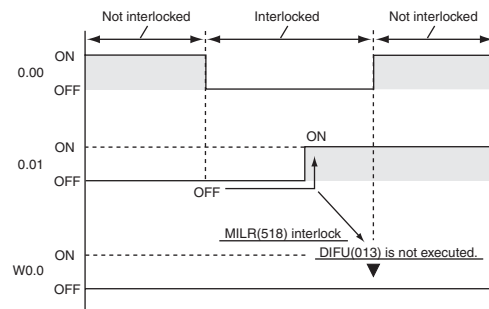 Not interlocked Interlocked Not interlocked
ON
0.00
OFF
ON
ON
0.01
OFF
OFF
MILR(518) interlock
DIFU(013) is not executed.
ON
W0.0
OFF